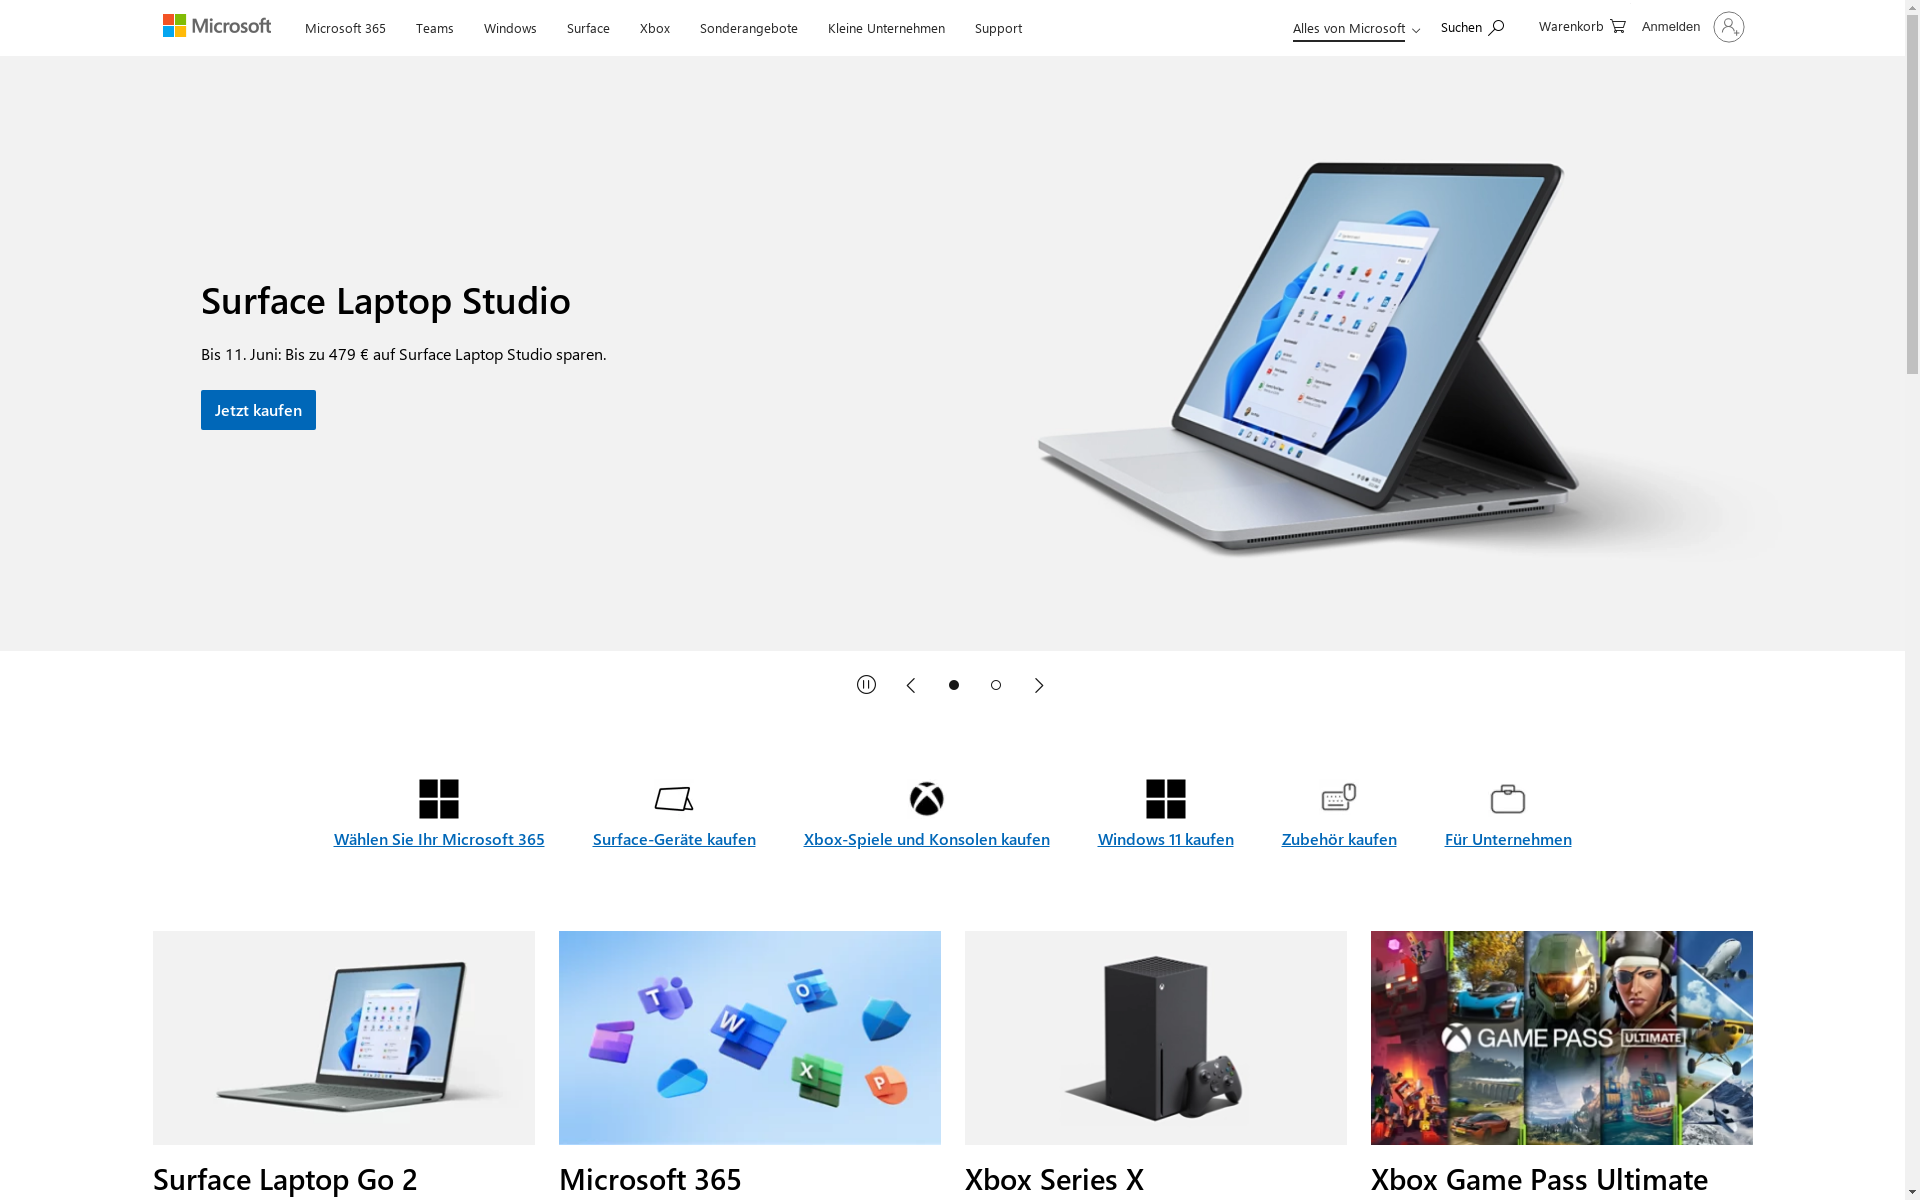 Microsoft
Microsoft 365
Teams
Windows
Surface
Xbox
Sonderangebote
Kleine Unternehmen
Support
Alles von Microsoft
Suchen
Warenkorb
Anmelden
Surface Laptop Studio
Bis 11. Juni: Bis zu 479 € auf Surface Laptop Studio sparen.
Jetzt kaufen
Wählen Sie Ihr Microsoft 365
Surface-Geräte kaufen
Xbox-Spiele und Konsolen kaufen
Windows 11 kaufen
Zubehör kaufen
Für Unternehmen
T
W
O
X
P
GAME PASS ULTIMATE
Surface Laptop Go 2
Microsoft 365
Xbox Series X
Xbox Game Pass Ultimate